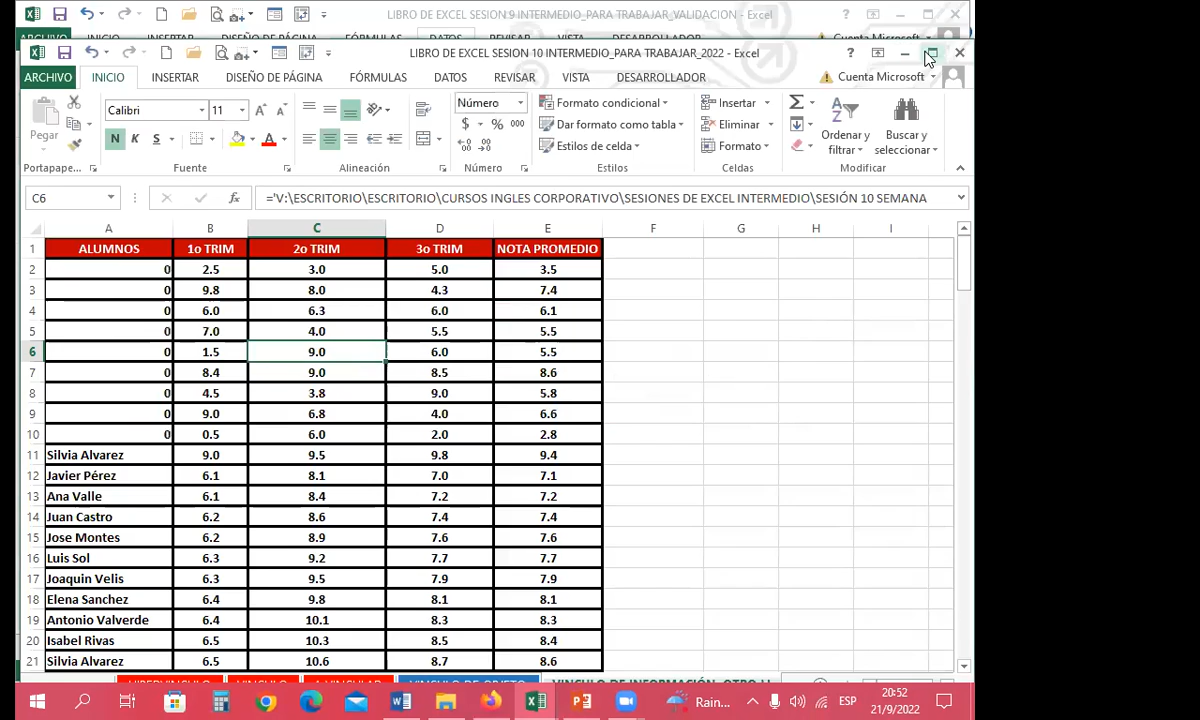 LIBRO DE EXCEL SESION 9 INTERMEDIO_PARA TRABAJAR_VALIDACION - Excel
LIBRO DE EXCEL SESION 10 INTERMEDIO_PARA TRABAJAR_2022 - Excel
ARCHIVO INICIO INSERTAR DISEÑO DE PÁGINA FÓRMULAS DATOS REVISAR VISTA DESARROLLADOR Cuenta Microsoft
Calibri 11 Número Formato condicional Insertar
Pegar Dar formato como tabla Eliminar Ordenar y filtrar Buscar y seleccionar
N K S $ % 000 Estilos de celda Formato
Portapape... Fuente Alineación Número Estilos Celdas Modificar
C6 fx ='V:\ESCRITORIO\ESCRITORIO\CURSOS INGLES CORPORATIVO\SESIONES DE EXCEL INTERMEDIO\SESIÓN 10 SEMANA
A B C D E F G H I
1 ALUMNOS 1o TRIM 2o TRIM 3o TRIM NOTA PROMEDIO
2 0 2.5 3.0 5.0 3.5
3 0 9.8 8.0 4.3 7.4
4 0 6.0 6.3 6.0 6.1
5 0 7.0 4.0 5.5 5.5
6 0 1.5 9.0 6.0 5.5
7 0 8.4 9.0 8.5 8.6
8 0 4.5 3.8 9.0 5.8
9 0 9.0 6.8 4.0 6.6
10 0 0.5 6.0 2.0 2.8
11 Silvia Alvarez 9.0 9.5 9.8 9.4
12 Javier Pérez 6.1 8.1 7.0 7.1
13 Ana Valle 6.1 8.4 7.2 7.2
14 Juan Castro 6.2 8.6 7.4 7.4
15 Jose Montes 6.2 8.9 7.6 7.6
16 Luis Sol 6.3 9.2 7.7 7.7
17 Joaquin Velis 6.3 9.5 7.9 7.9
18 Elena Sanchez 6.4 9.8 8.1 8.1
19 Antonio Valverde 6.4 10.1 8.3 8.3
20 Isabel Rivas 6.5 10.3 8.5 8.4
21 Silvia Alvarez 6.5 10.6 8.7 8.6
HIPERVINCULO VINCULO A VINCULAR VINCULO DE OBJETO
Rain... ESP 20:52
21/9/2022